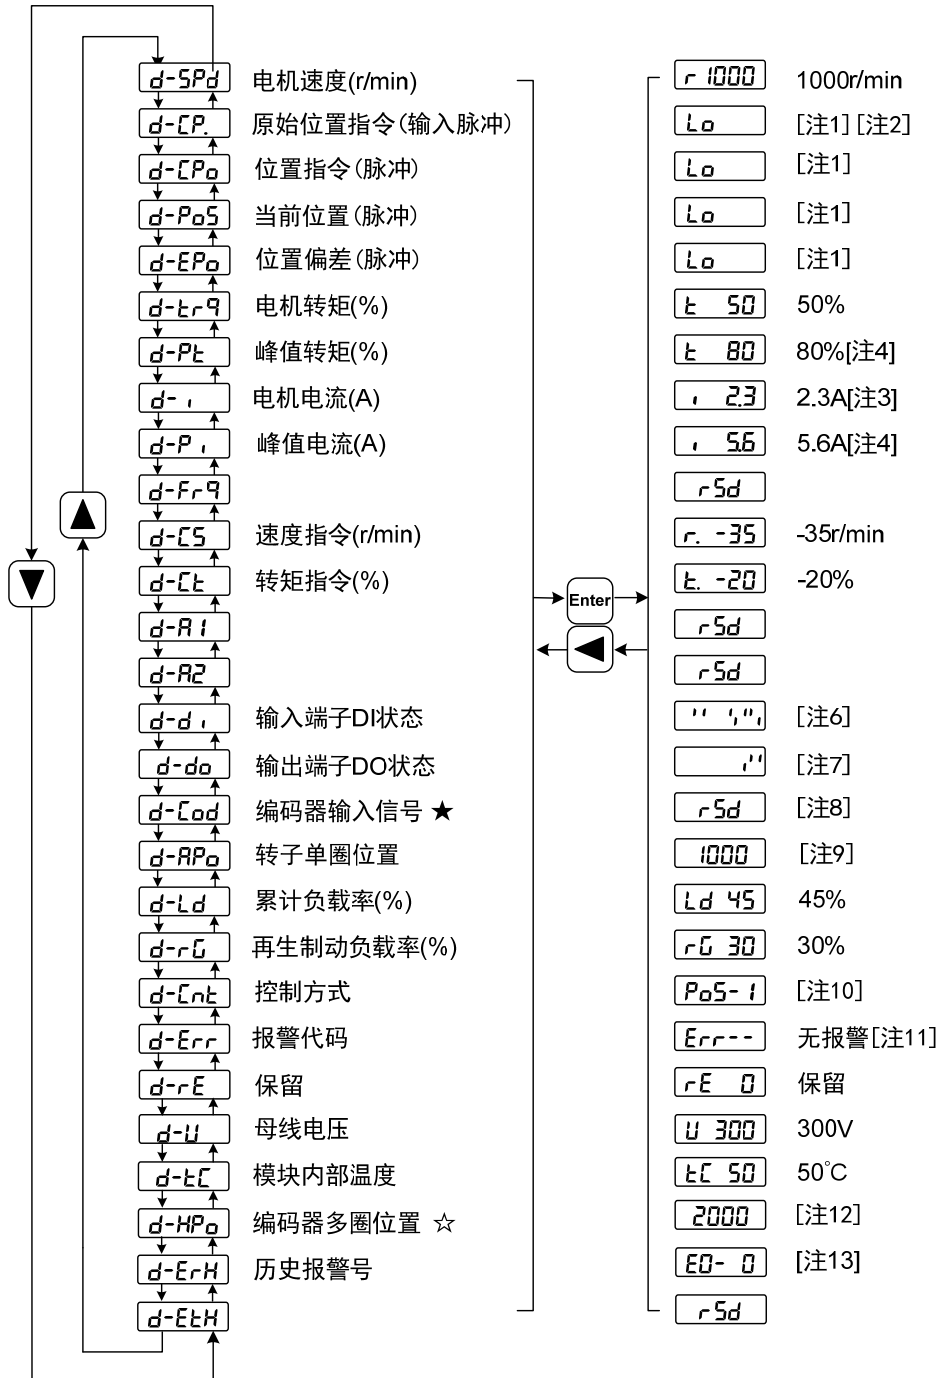 d-SPd 电机速度(r/min) r 1000 1000r/min
d-CP. 原始位置指令(输入脉冲) Lo [注1][注2]
d-CPo 位置指令(脉冲) Lo [注1]
d-PoS 当前位置(脉冲) Lo [注1]
d-EPo 位置偏差(脉冲) Lo [注1]
d-trq 电机转矩(%) t 50 50%
d-Pt 峰值转矩(%) t 80 80%[注4]
d-i 电机电流(A) i 2.3 2.3A[注3]
d-Pi 峰值电流(A) i 5.6 5.6A[注4]
d-Frq rSd
d-CS 速度指令(r/min) r. -35 -35r/min
d-Ct 转矩指令(%) t. -20 -20%
Enter
d-A1 rSd
d-A2 rSd
d-di 输入端子DI状态 [注6]
d-do 输出端子DO状态 [注7]
d-Cod 编码器输入信号 ★ rSd [注8]
d-APo 转子单圈位置 1000 [注9]
d-Ld 累计负载率(%) Ld 45 45%
d-rG 再生制动负载率(%) rG 30 30%
d-Cnt 控制方式 PoS-1 [注10]
d-Err 报警代码 Err-- 无报警[注11]
d-rE 保留 rE 0 保留
d-U 母线电压 U 300 300V
d-tC 模块内部温度 tC 50 50°C
d-HPo 编码器多圈位置 ☆ 2000 [注12]
d-ErH 历史报警号 E0- 0 [注13]
d-EtH rSd